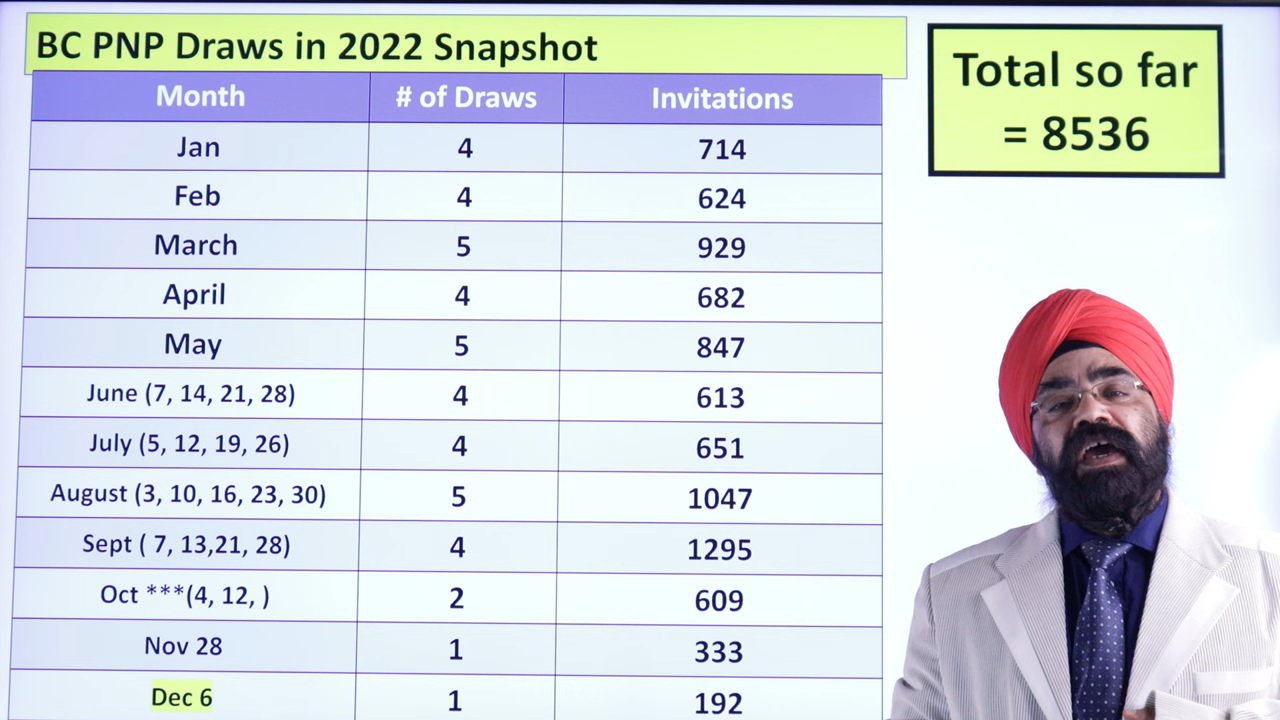 BC PNP Draws in 2022 Snapshot
Total so far
= 8536
Month # of Draws Invitations
Jan 4 714
Feb 4 624
March 5 929
April 4 682
May 5 847
June (7, 14, 21, 28) 4 613
July (5, 12, 19, 26) 4 651
August (3, 10, 16, 23, 30) 5 1047
Sept ( 7, 13,21, 28) 4 1295
Oct ***(4, 12, ) 2 609
Nov 28 1 333
Dec 6 1 192